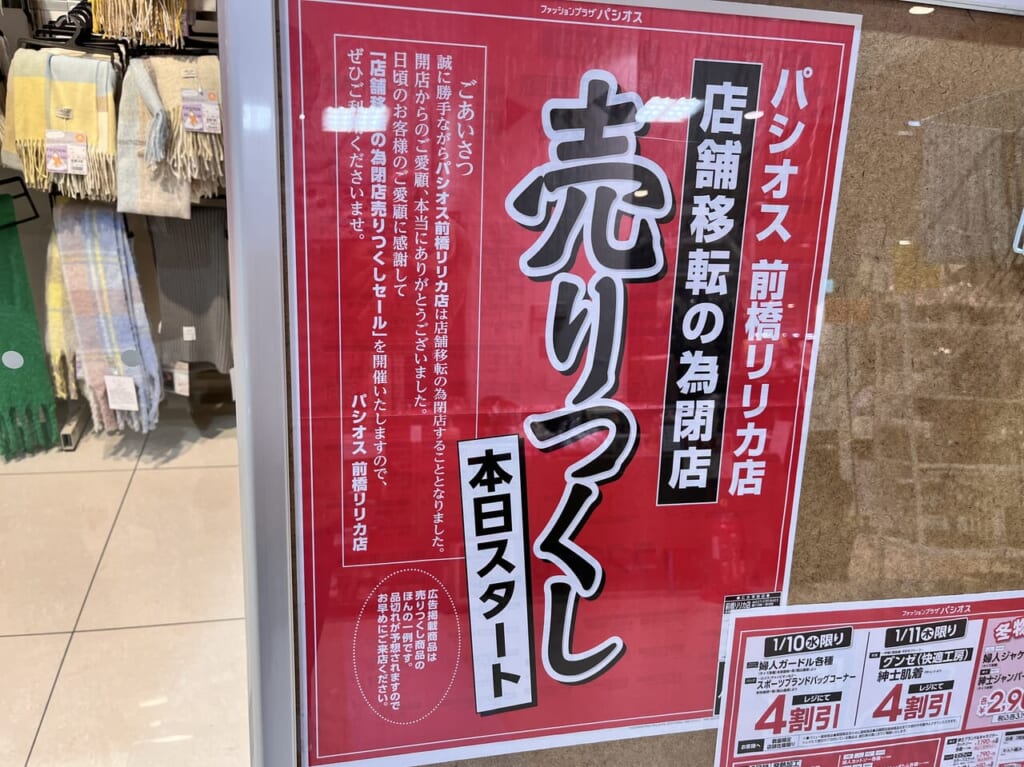 ファッションプラザ パシオス
パシオス 前橋リリカ店
店舗移転の為閉店
売りつくし
本日スタート
ごあいさつ
誠に勝手ながらパシオス前橋リリカ店は店舗移転の為閉店することとなりました。
開店からのご愛顧、本当にありがとうございました。
日頃のお客様のご愛顧に感謝して
「店舗移転の為閉店売りつくしセール」を開催いたしますので、
ぜひご利用くださいませ。
パシオス 前橋リリカ店
広告掲載商品は
売りつくし商品の
ほんの一例です。
品切れが予想されますので
お早めにご来店ください。
ファッションプラザ パシオス
1/10㊌限り
婦人ガードル各種
スポーツブランドバッグコーナー
レジにて
4割引
1/11㊍限り
グンゼ(快適工房)
紳士肌着
レジにて
4割引
冬物
婦人ジャケ
紳士ジャンパー